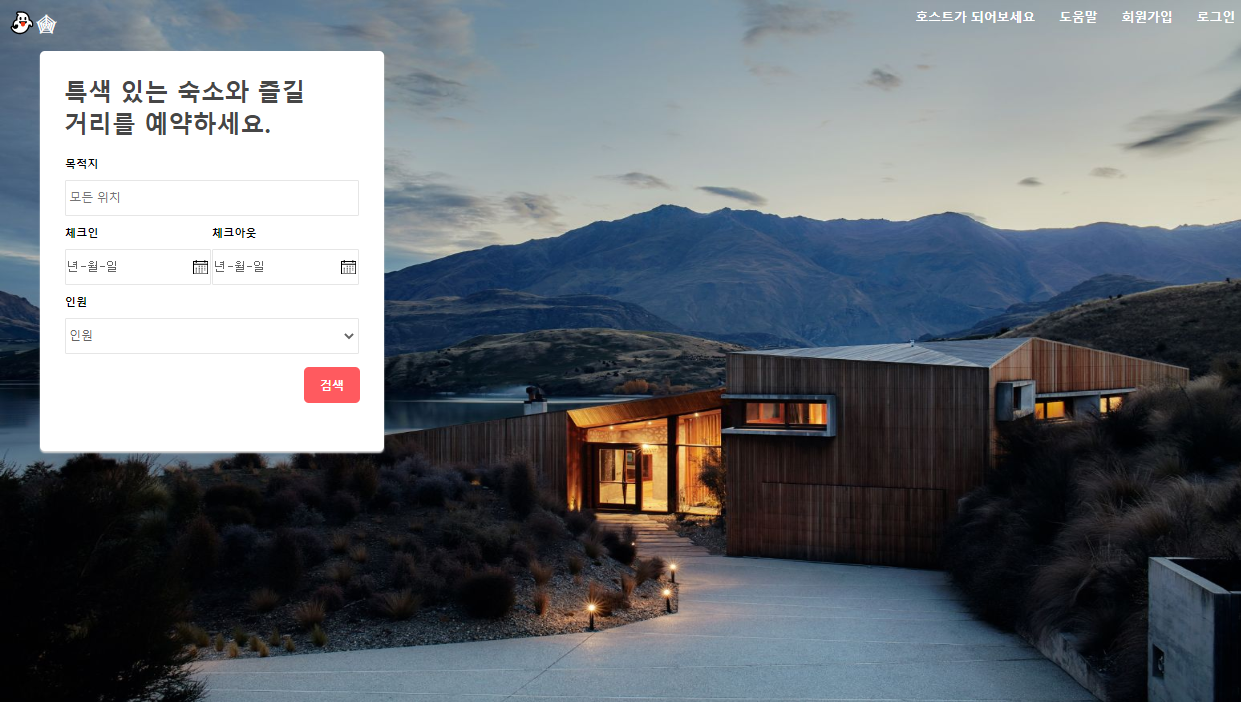 호스트가 되어보세요 도움말 회원가입 로그인
특색 있는 숙소와 즐길
거리를 예약하세요.
목적지
모든 위치
체크인 체크아웃
년-월-일 년-월-일
인원
인원
검색